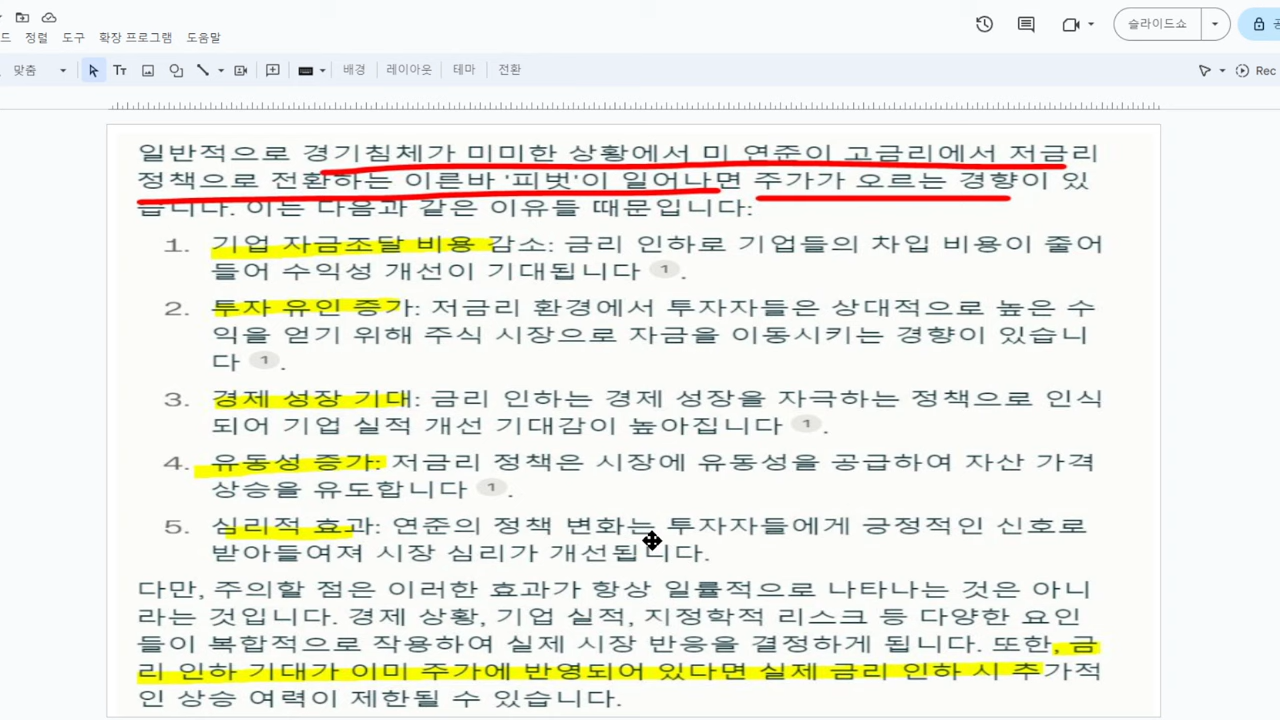 정렬 도구 확장 프로그램 도움말
슬라이드쇼
맞춤 배경 레이아웃 테마 전환 Rec
일반적으로 경기침체가 미미한 상황에서 미 연준이 고금리에서 저금리
정책으로 전환하는 이른바 '피벗'이 일어나면 주가가 오르는 경향이 있
습니다. 이는 다음과 같은 이유들 때문입니다:
1. 기업 자금조달 비용 감소: 금리 인하로 기업들의 차입 비용이 줄어
들어 수익성 개선이 기대됩니다 1.
2. 투자 유인 증가: 저금리 환경에서 투자자들은 상대적으로 높은 수
익을 얻기 위해 주식 시장으로 자금을 이동시키는 경향이 있습니
다 1.
3. 경제 성장 기대: 금리 인하는 경제 성장을 자극하는 정책으로 인식
되어 기업 실적 개선 기대감이 높아집니다 1.
4. 유동성 증가: 저금리 정책은 시장에 유동성을 공급하여 자산 가격
상승을 유도합니다 1.
5. 심리적 효과: 연준의 정책 변화는 투자자들에게 긍정적인 신호로
받아들여져 시장 심리가 개선됩니다.
다만, 주의할 점은 이러한 효과가 항상 일률적으로 나타나는 것은 아니
라는 것입니다. 경제 상황, 기업 실적, 지정학적 리스크 등 다양한 요인
들이 복합적으로 작용하여 실제 시장 반응을 결정하게 됩니다. 또한, 금
리 인하 기대가 이미 주가에 반영되어 있다면 실제 금리 인하 시 추가적
인 상승 여력이 제한될 수 있습니다.